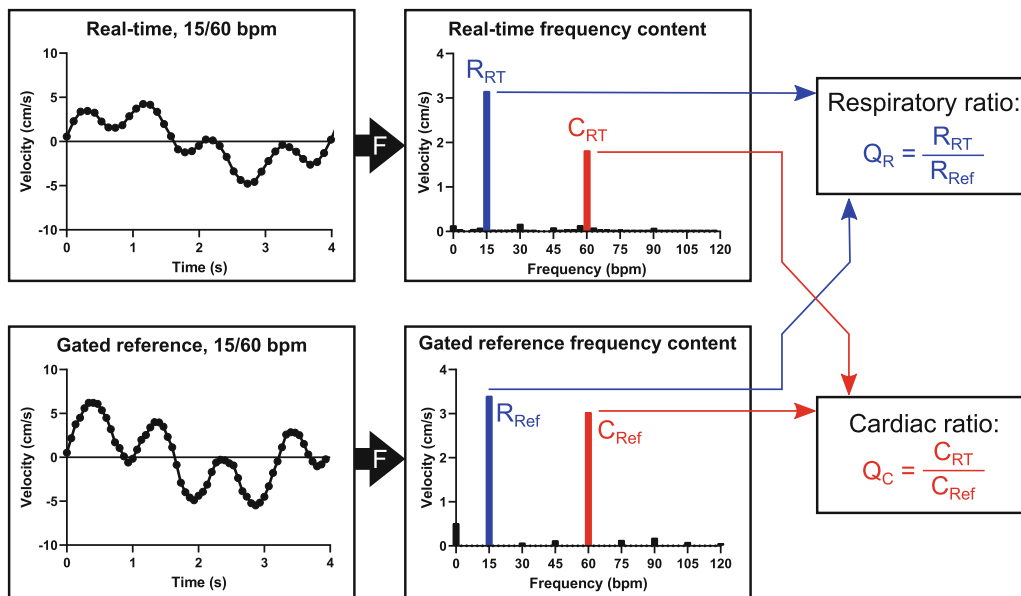 Real-time, 15/60 bpm
Velocity (cm/s)
10
5
0
-5
-10
0 1 2 3 4
Time (s)
F
Real-time frequency content
Velocity (cm/s)
4
3
2
1
0
R_RT
C_RT
0 15 30 45 60 75 90 105 120
Frequency (bpm)
Respiratory ratio:
Q_R = R_RT / R_Ref
Gated reference, 15/60 bpm
Velocity (cm/s)
10
5
0
-5
-10
0 1 2 3 4
Time (s)
F
Gated reference frequency content
Velocity (cm/s)
4
3
2
1
0
R_Ref
C_Ref
0 15 30 45 60 75 90 105 120
Frequency (bpm)
Cardiac ratio:
Q_C = C_RT / C_Ref